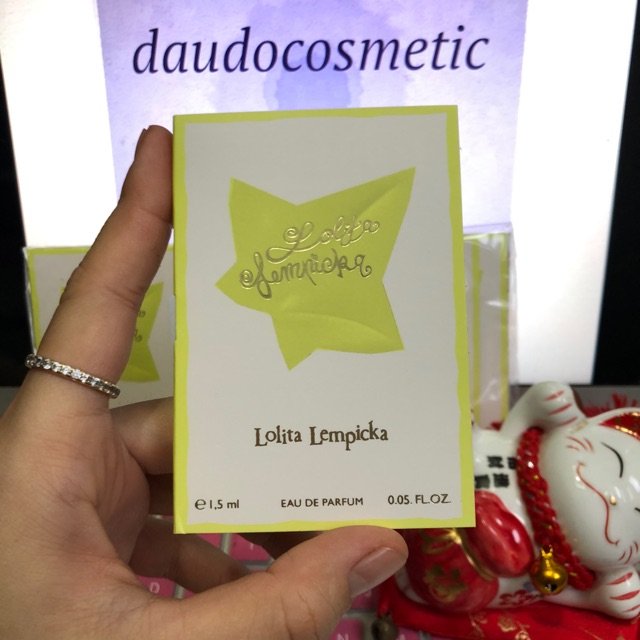 daudocosmetic
Lolita
Lempicka
Lolita Lempicka
e 1,5 ml EAU DE PARFUM 0.05. FL.OZ.